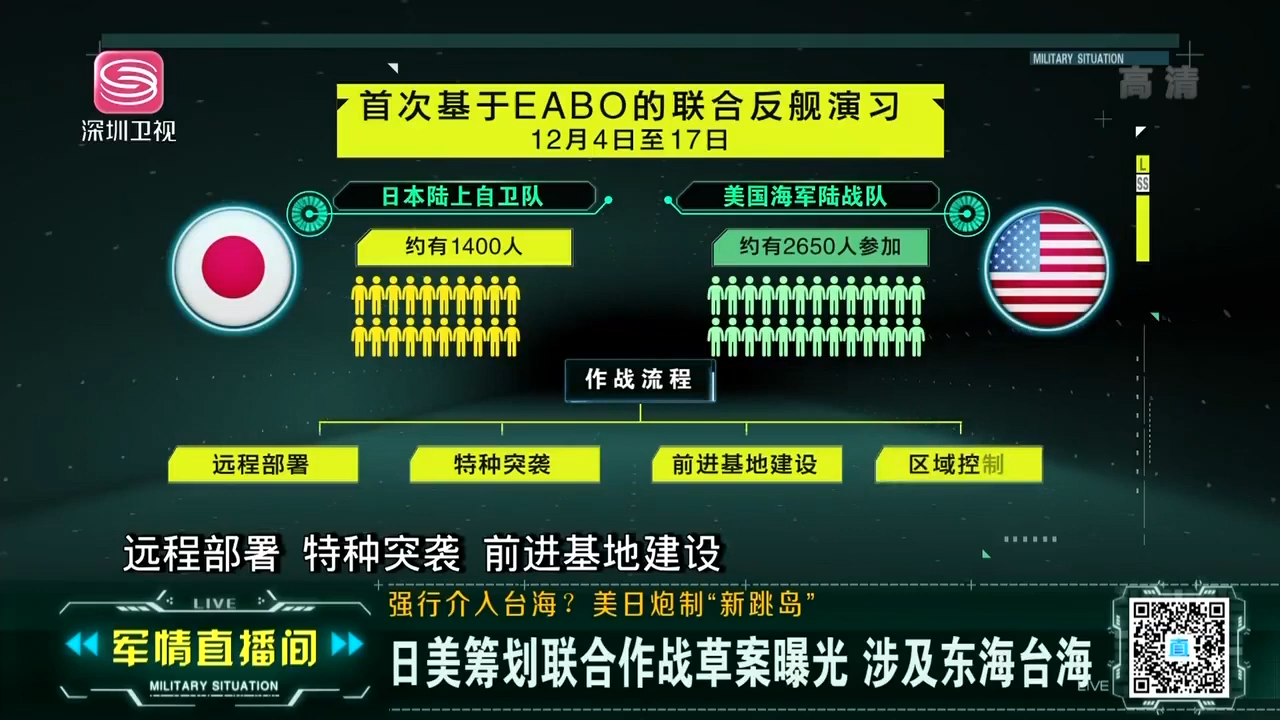 深圳卫视
MILITARY SITUATION
高清
首次基于EABO的联合反舰演习
12月4日至17日
L
SS
日本陆上自卫队
美国海军陆战队
约有1400人
约有2650人参加
作战流程
远程部署
特种突袭
前进基地建设
区域控制
远程部署 特种突袭 前进基地建设
LIVE
军情直播间
MILITARY SITUATION
强行介入台海？美日炮制“新跳岛”
日美筹划联合作战草案曝光 涉及东海台海
LIVE
直